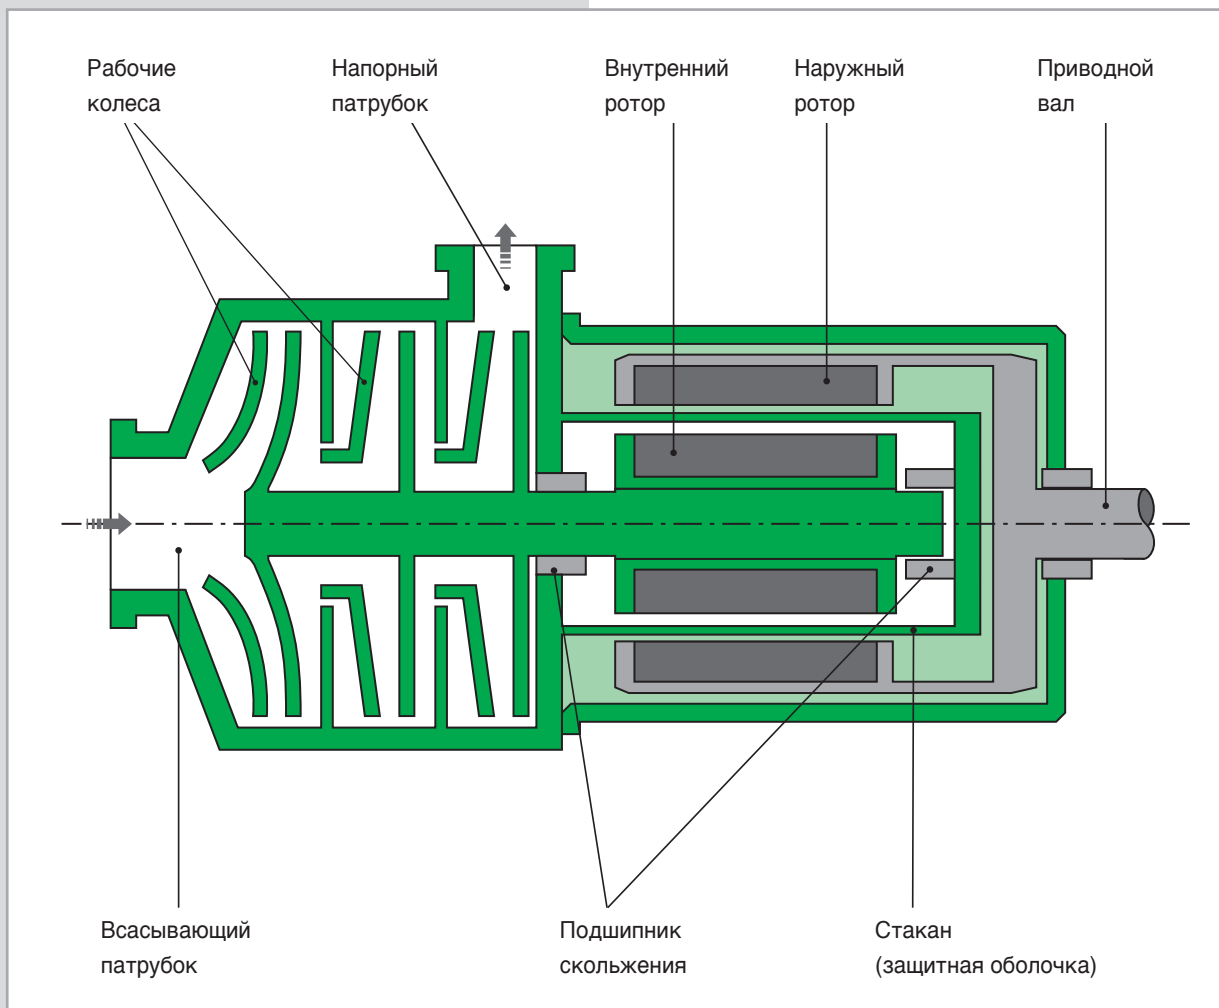 Рабочие
колеса
Напорный
патрубок
Внутренний
ротор
Наружный
ротор
Приводной
вал
Всасывающий
патрубок
Подшипник
скольжения
Стакан
(защитная оболочка)